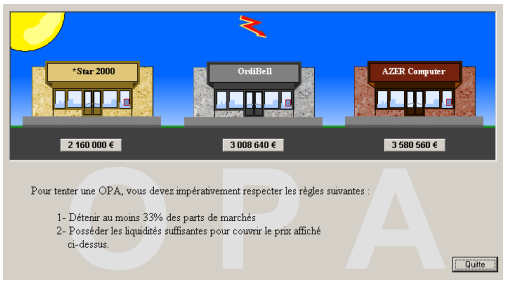 *Star 2000
OrdiBell
AZER Computer
2 160 000 €
3 008 640 €
3 580 560 €
OPA
Pour tenter une OPA, vous devez impérativement respecter les règles suivantes :
1- Détenir au moins 33% des parts de marchés
2- Posséder les liquidités suffisantes pour couvrir le prix affiché
ci-dessus.
Quitte